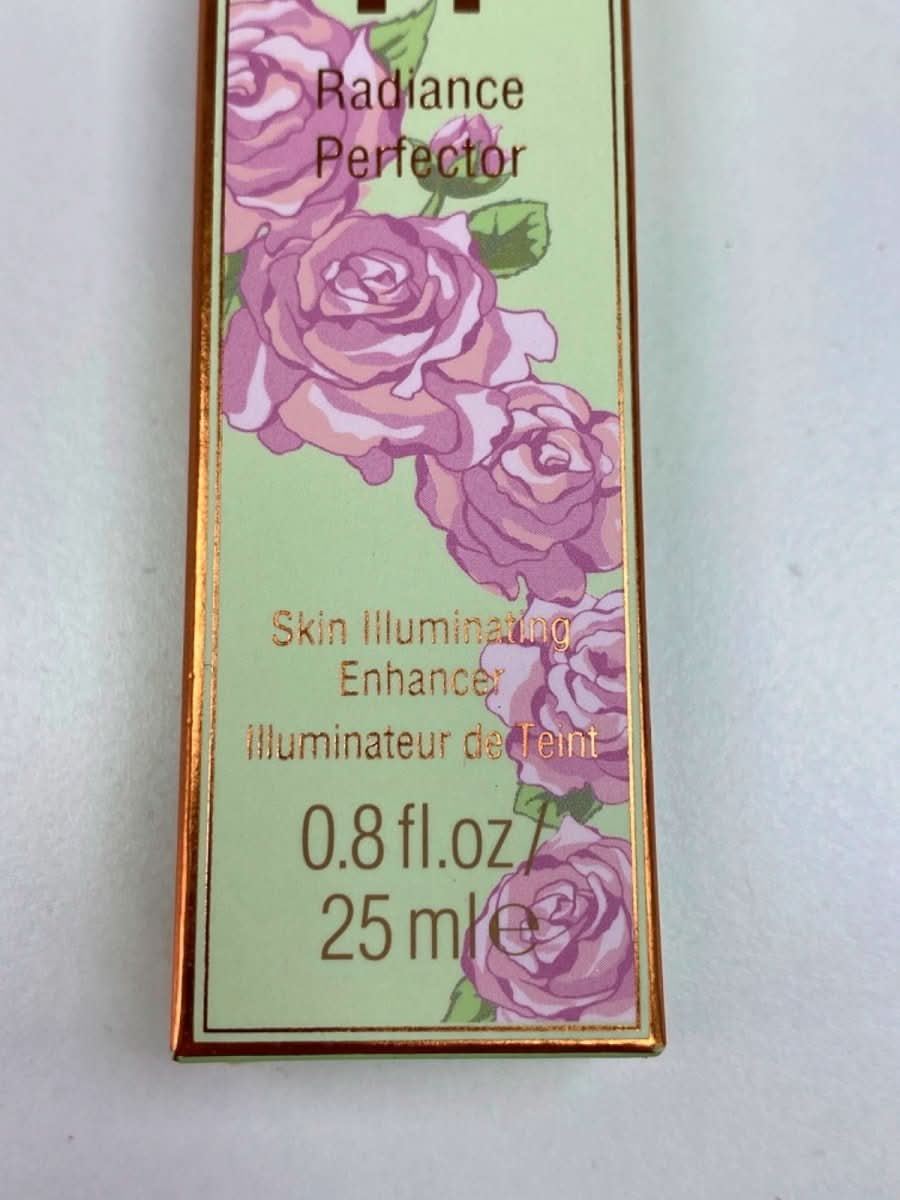 Radiance
Perfector
Skin Illuminating
Enhancer
Illuminateur de Teint
0.8 fl.oz /
25 ml ℮